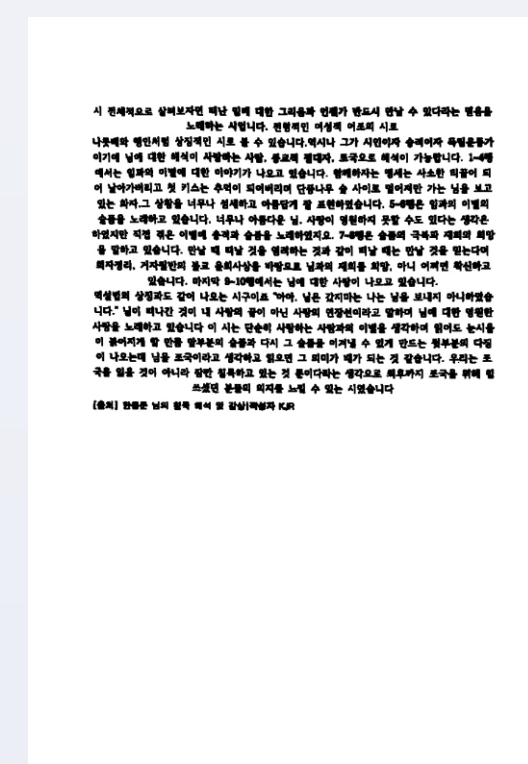 시 전체적으로 살펴보자면 떠난 님에 대한 그리움과 언젠가 반드시 만날 수 있다라는 믿음을
노래하는 시입니다. 전형적인 여성적 어조의 시로
나룻배와 행인처럼 상징적인 시로 볼 수 있습니다.역시나 그가 시인이자 승려이자 독립운동가
이기에 님에 대한 해석이 사랑하는 사람, 종교적 절대자, 조국으로 해석이 가능합니다. 1-4행
에서는 임과의 이별에 대한 이야기가 나오고 있습니다. 함께하자는 맹세는 사소한 티끌이 되
어 날아가버리고 첫 키스는 추억이 되어버리며 단풍나무 숲 사이로 떨어져만 가는 님을 보고
있는 화자.그 상황을 너무나 섬세하고 아름답게 잘 표현하였습니다. 5-6행은 임과의 이별의
슬픔을 노래하고 있습니다. 너무나 아름다운 님, 사랑이 영원하지 못할 수도 있다는 생각은
하였지만 직접 겪은 이별에 충격과 슬픔을 노래하였지요. 7-8행은 슬픔의 극복과 재회의 희망
을 말하고 있습니다. 만날 때 떠날 것을 염려하는 것과 같이 떠날 때는 만날 것을 믿는다며
회자정리, 거자필반의 불교 윤회사상을 바탕으로 님과의 재회를 희망, 아니 어쩌면 확신하고
있습니다. 마지막 9-10행에서는 님에 대한 사랑이 나오고 있습니다.
역설법의 상징과도 같이 나오는 시구이죠 "아아, 님은 갔지마는 나는 님을 보내지 아니하였습
니다." 님이 떠나간 것이 내 사랑의 끝이 아닌 사랑의 연장선이라고 말하며 님에 대한 영원한
사랑을 노래하고 있습니다 이 시는 단순히 사랑하는 사람과의 이별을 생각하며 읽어도 눈시울
이 붉어지게 할 만큼 앞부분의 슬픔과 다시 그 슬픔을 이겨낼 수 있게 만드는 뒷부분의 다짐
이 나오는데 님을 조국이라고 생각하고 읽으면 그 의미가 배가 되는 것 같습니다. 우리는 조
국을 잃을 것이 아니라 잠깐 침묵하고 있는 것 뿐이다라는 생각으로 최후까지 조국을 위해 힘
쓰셨던 분들의 의지를 느낄 수 있는 시였습니다
[출처] 한용운 님의 침묵 해석 및 감상|작성자 KJR